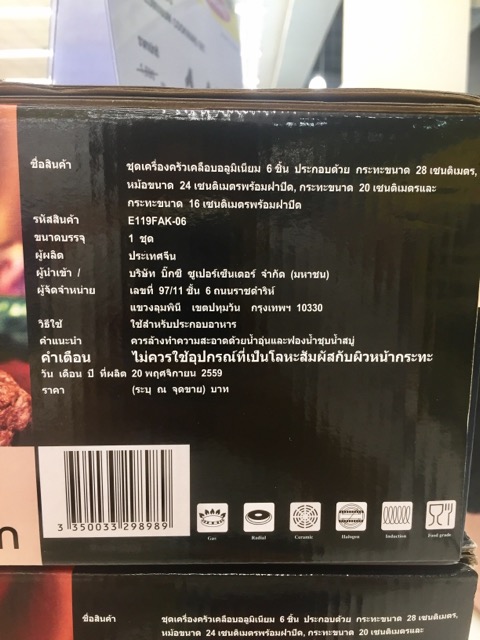 ชื่อสินค้า ชุดเครื่องครัวเคลือบอลูมิเนียม 6 ชิ้น ประกอบด้วย กระทะขนาด 28 เซนติเมตร,
หม้อขนาด 24 เซนติเมตรพร้อมฝาปิด, กระทะขนาด 20 เซนติเมตรและ
กระทะขนาด 16 เซนติเมตรพร้อมฝาปิด
รหัสสินค้า E119FAK-06
ขนาดบรรจุ 1 ชุด
ผู้ผลิต ประเทศจีน
ผู้นำเข้า / บริษัท บิ๊กซี ซูเปอร์เซ็นเตอร์ จำกัด (มหาชน)
ผู้จัดจำหน่าย เลขที่ 97/11 ชั้น 6 ถนนราชดำริห์
แขวงลุมพินี เขตปทุมวัน กรุงเทพฯ 10330
วิธีใช้ ใช้สำหรับประกอบอาหาร
คำแนะนำ ควรล้างทำความสะอาดด้วยน้ำอุ่นและฟองน้ำชุบน้ำสบู่
คำเตือน ไม่ควรใช้อุปกรณ์ที่เป็นโลหะสัมผัสกับผิวหน้ากระทะ
วัน เดือน ปี ที่ผลิต 20 พฤศจิกายน 2559
ราคา (ระบุ ณ จุดขาย) บาท
3 350033 298989
Gas Radial Ceramic Halogen Induction Food grade
n
ชื่อสินค้า ชุดเครื่องครัวเคลือบอลูมิเนียม 6 ชิ้น ประกอบด้วย กระทะขนาด 28 เซนติเมตร,
หม้อขนาด 24 เซนติเมตรพร้อมฝาปิด, กระทะขนาด 20 เซนติเมตรและ